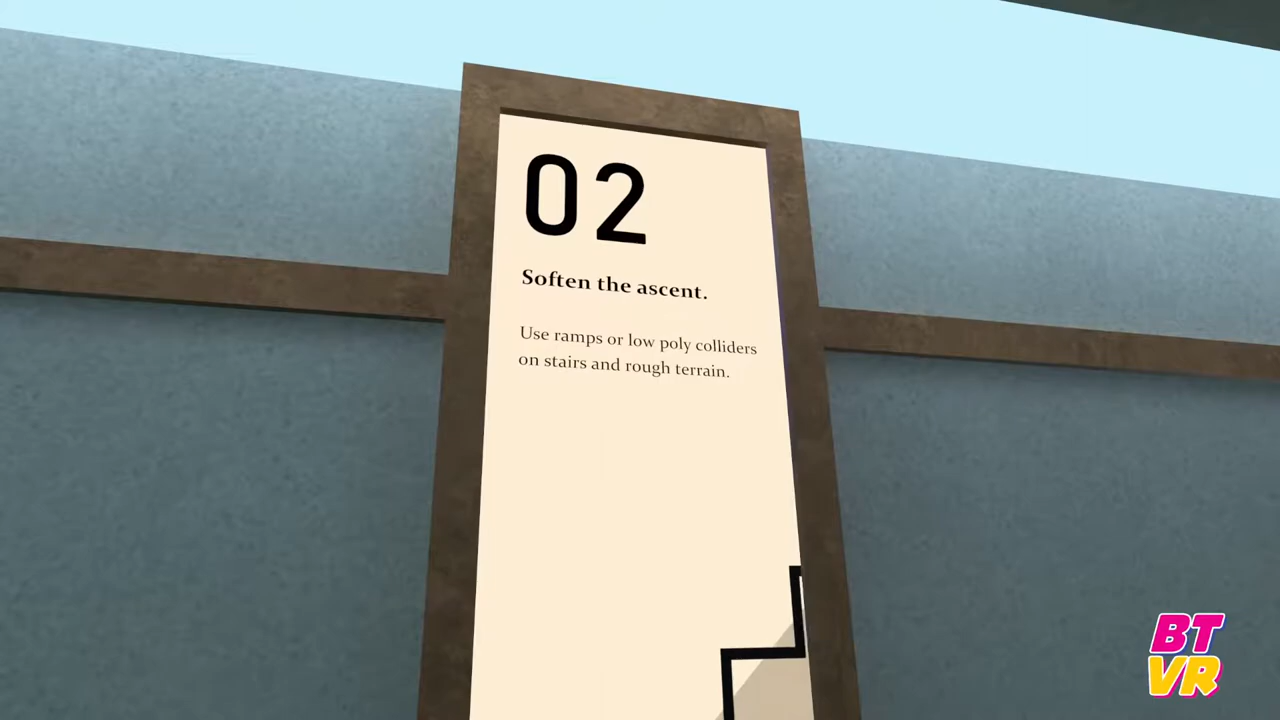 02
Soften the ascent.
Use ramps or low poly colliders
on stairs and rough terrain.
BT
VR